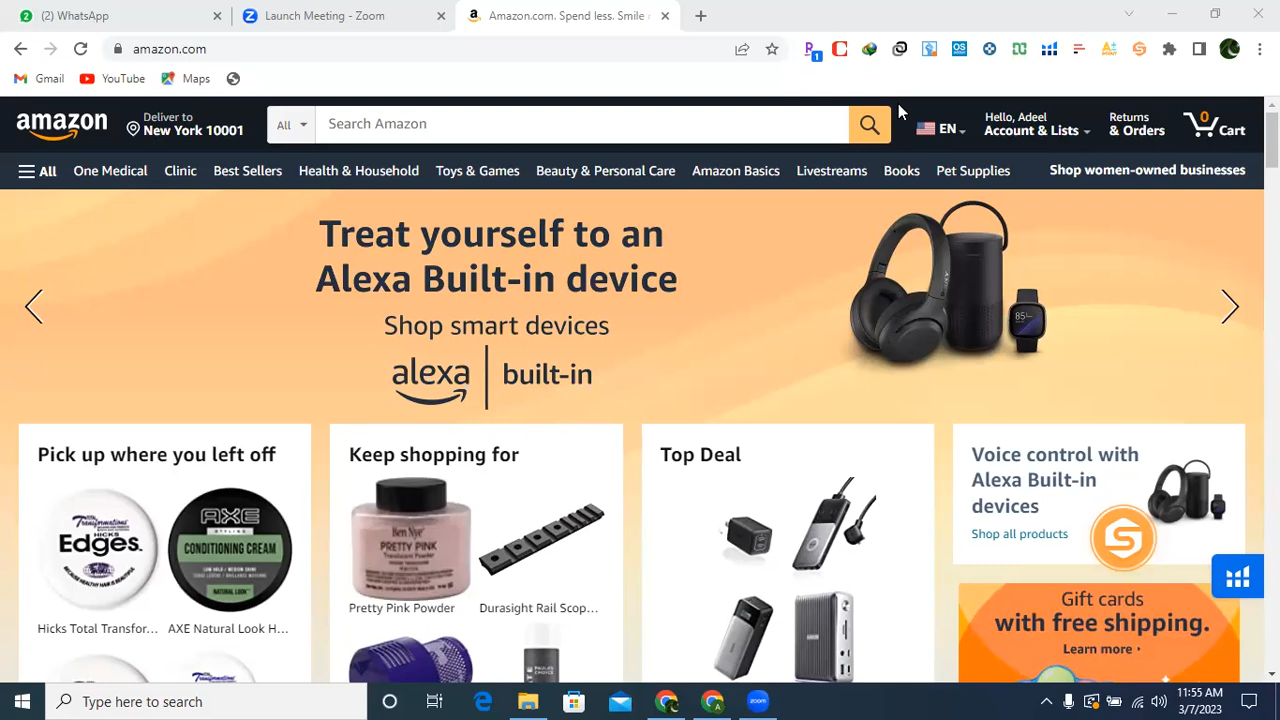 (2) WhatsApp
Launch Meeting - Zoom
Amazon.com. Spend less. Smile
amazon.com
1
Gmail
YouTube
Maps
amazon
Deliver to
New York 10001
All
Search Amazon
EN
Hello, Adeel
Account & Lists
Returns
& Orders
0
Cart
All
One Medical
Clinic
Best Sellers
Health & Household
Toys & Games
Beauty & Personal Care
Amazon Basics
Livestreams
Books
Pet Supplies
Shop women-owned businesses
Treat yourself to an
Alexa Built-in device
Shop smart devices
alexa built-in
Pick up where you left off
Keep shopping for
Top Deal
Voice control with
Alexa Built-in
devices
Shop all products
Transformations
HICKS
Edges
AXE
STYLING
CONDITIONING CREAM
NATURAL LOOK
Ben Nye
PRETTY PINK
Hicks Total Transfor...
AXE Natural Look H...
Pretty Pink Powder
Durasight Rail Scop...
Gift cards
with free shipping.
Learn more
Type here to search
11:55 AM
3/7/2023